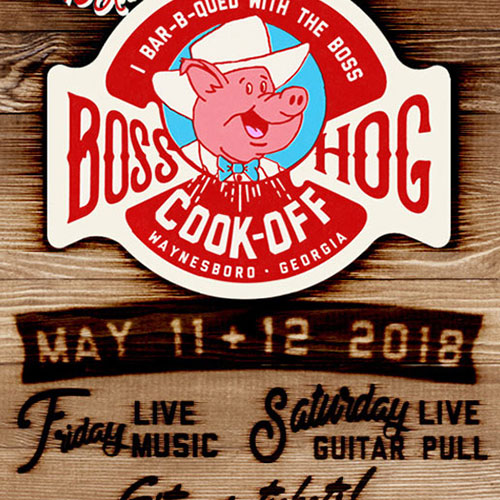 I BAR-B-QUED WITH THE BOSS
BOSS HOG
COOK-OFF
WAYNESBORO · GEORGIA
MAY 11 + 12 2018
Friday LIVE MUSIC
Saturday LIVE GUITAR PULL